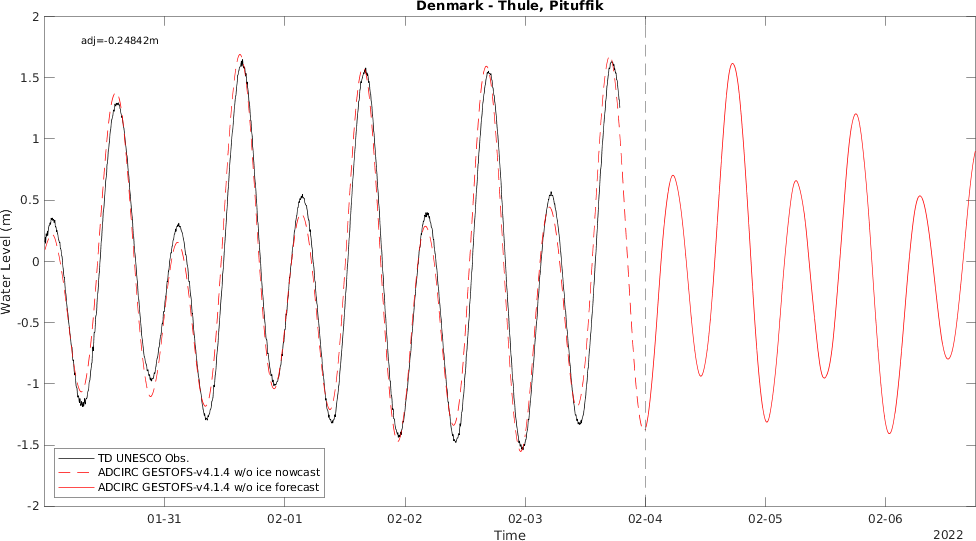 Denmark - Thule, Pituffik
adj=-0.24842m
2
1.5
1
0.5
0
-0.5
-1
-1.5
-2
Water Level (m)
TD UNESCO Obs.
ADCIRC GESTOFS-v4.1.4 w/o ice nowcast
ADCIRC GESTOFS-v4.1.4 w/o ice forecast
01-31 02-01 02-02 02-03 02-04 02-05 02-06
Time
2022